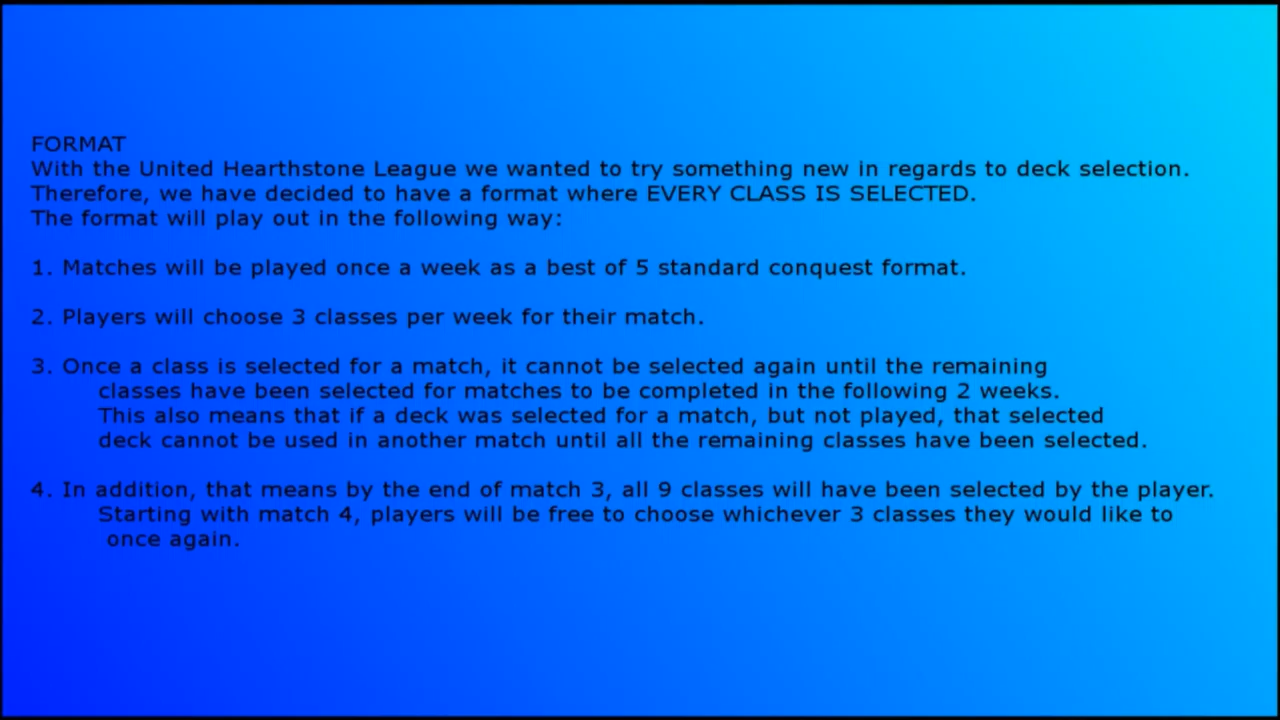 FORMAT
With the United Hearthstone League we wanted to try something new in regards to deck selection.
Therefore, we have decided to have a format where EVERY CLASS IS SELECTED.
The format will play out in the following way:
1. Matches will be played once a week as a best of 5 standard conquest format.
2. Players will choose 3 classes per week for their match.
3. Once a class is selected for a match, it cannot be selected again until the remaining
classes have been selected for matches to be completed in the following 2 weeks.
This also means that if a deck was selected for a match, but not played, that selected
deck cannot be used in another match until all the remaining classes have been selected.
4. In addition, that means by the end of match 3, all 9 classes will have been selected by the player.
Starting with match 4, players will be free to choose whichever 3 classes they would like to
once again.